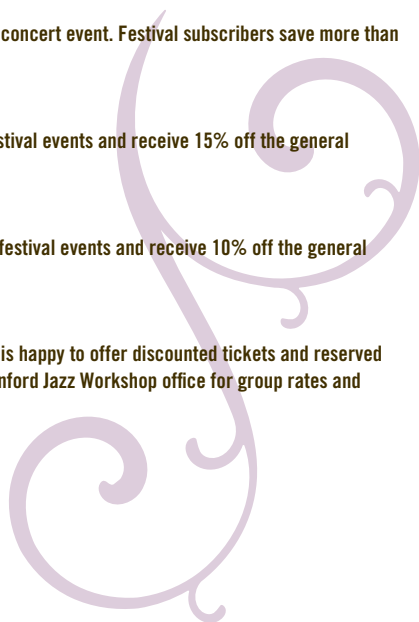 concert event. Festival subscribers save more than
stival events and receive 15% off the general
festival events and receive 10% off the general
is happy to offer discounted tickets and reserved
nford Jazz Workshop office for group rates and